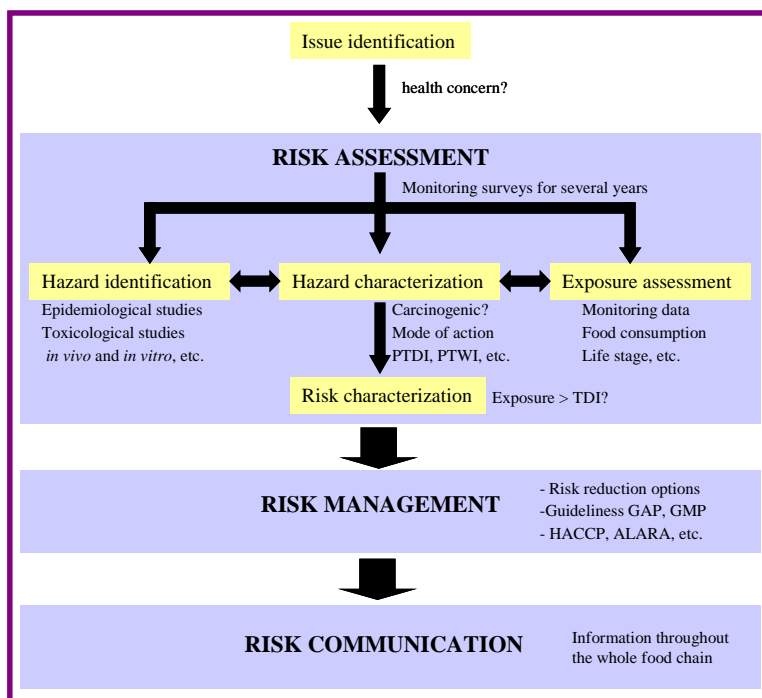 Issue identification
health concern?
RISK ASSESSMENT
Monitoring surveys for several years
Hazard identification
Epidemiological studies
Toxicological studies
in vivo and in vitro, etc.
Hazard characterization
Carcinogenic?
Mode of action
PTDI, PTWI, etc.
Exposure assessment
Monitoring data
Food consumption
Life stage, etc.
Risk characterization
Exposure > TDI?
RISK MANAGEMENT
- Risk reduction options
-Guideliness GAP, GMP
- HACCP, ALARA, etc.
RISK COMMUNICATION
Information throughout
the whole food chain